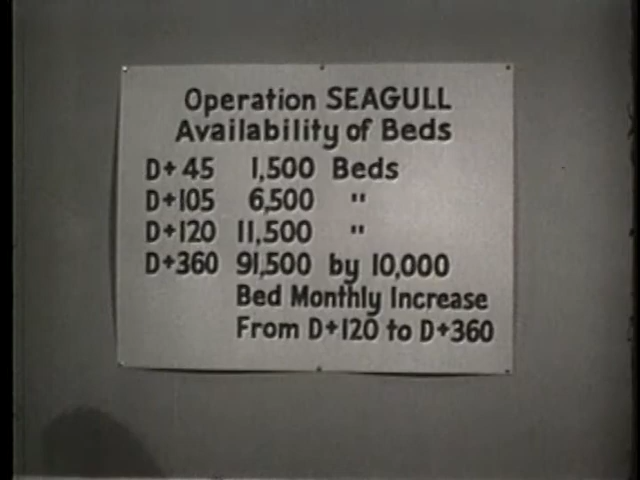 Operation SEAGULL
Availability of Beds
D+45 1,500 Beds
D+105 6,500 "
D+120 11,500 "
D+360 91,500 by 10,000
Bed Monthly Increase
From D+120 to D+360